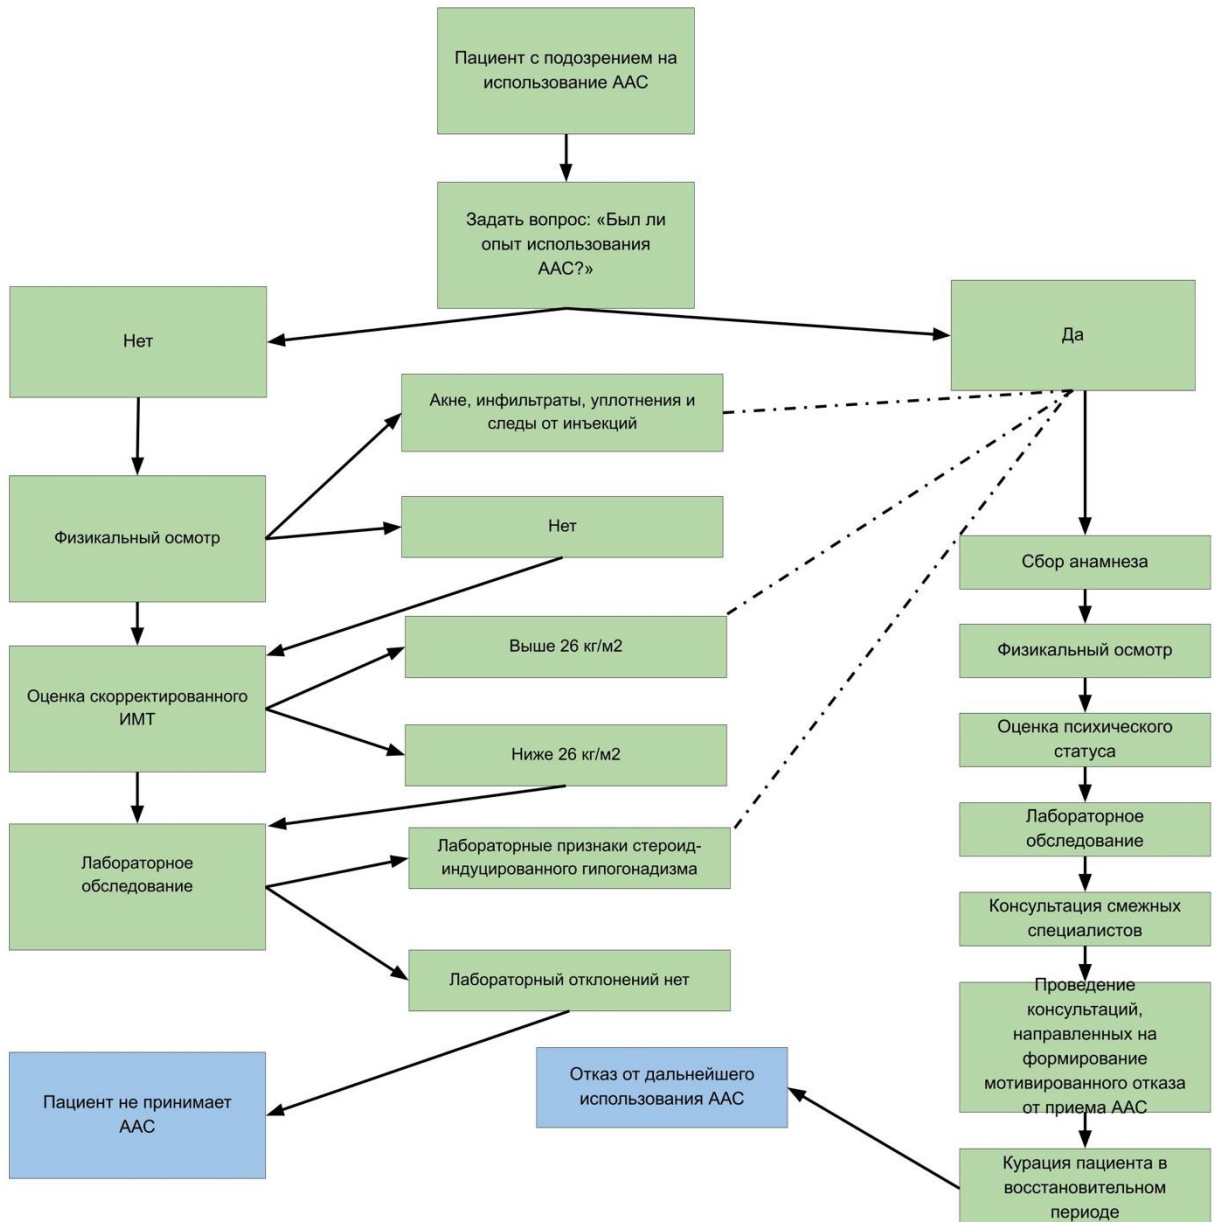 Пациент с подозрением на
использование ААС
Задать вопрос: «Был ли
опыт использования
ААС?»
Нет
Да
Акне, инфильтраты, уплотнения и
следы от инъекций
Физикальный осмотр
Нет
Сбор анамнеза
Выше 26 кг/м2
Физикальный осмотр
Оценка скорректированного
ИМТ
Ниже 26 кг/м2
Оценка психического
статуса
Лабораторное
обследование
Лабораторные признаки стероид-
индуцированного гипогонадизма
Лабораторное
обследование
Консультация смежных
специалистов
Лабораторный отклонений нет
Проведение
консультаций,
направленных на
формирование
мотивированного отказа
от приема ААС
Пациент не принимает
ААС
Отказ от дальнейшего
использования ААС
Курация пациента в
восстановительном
периоде